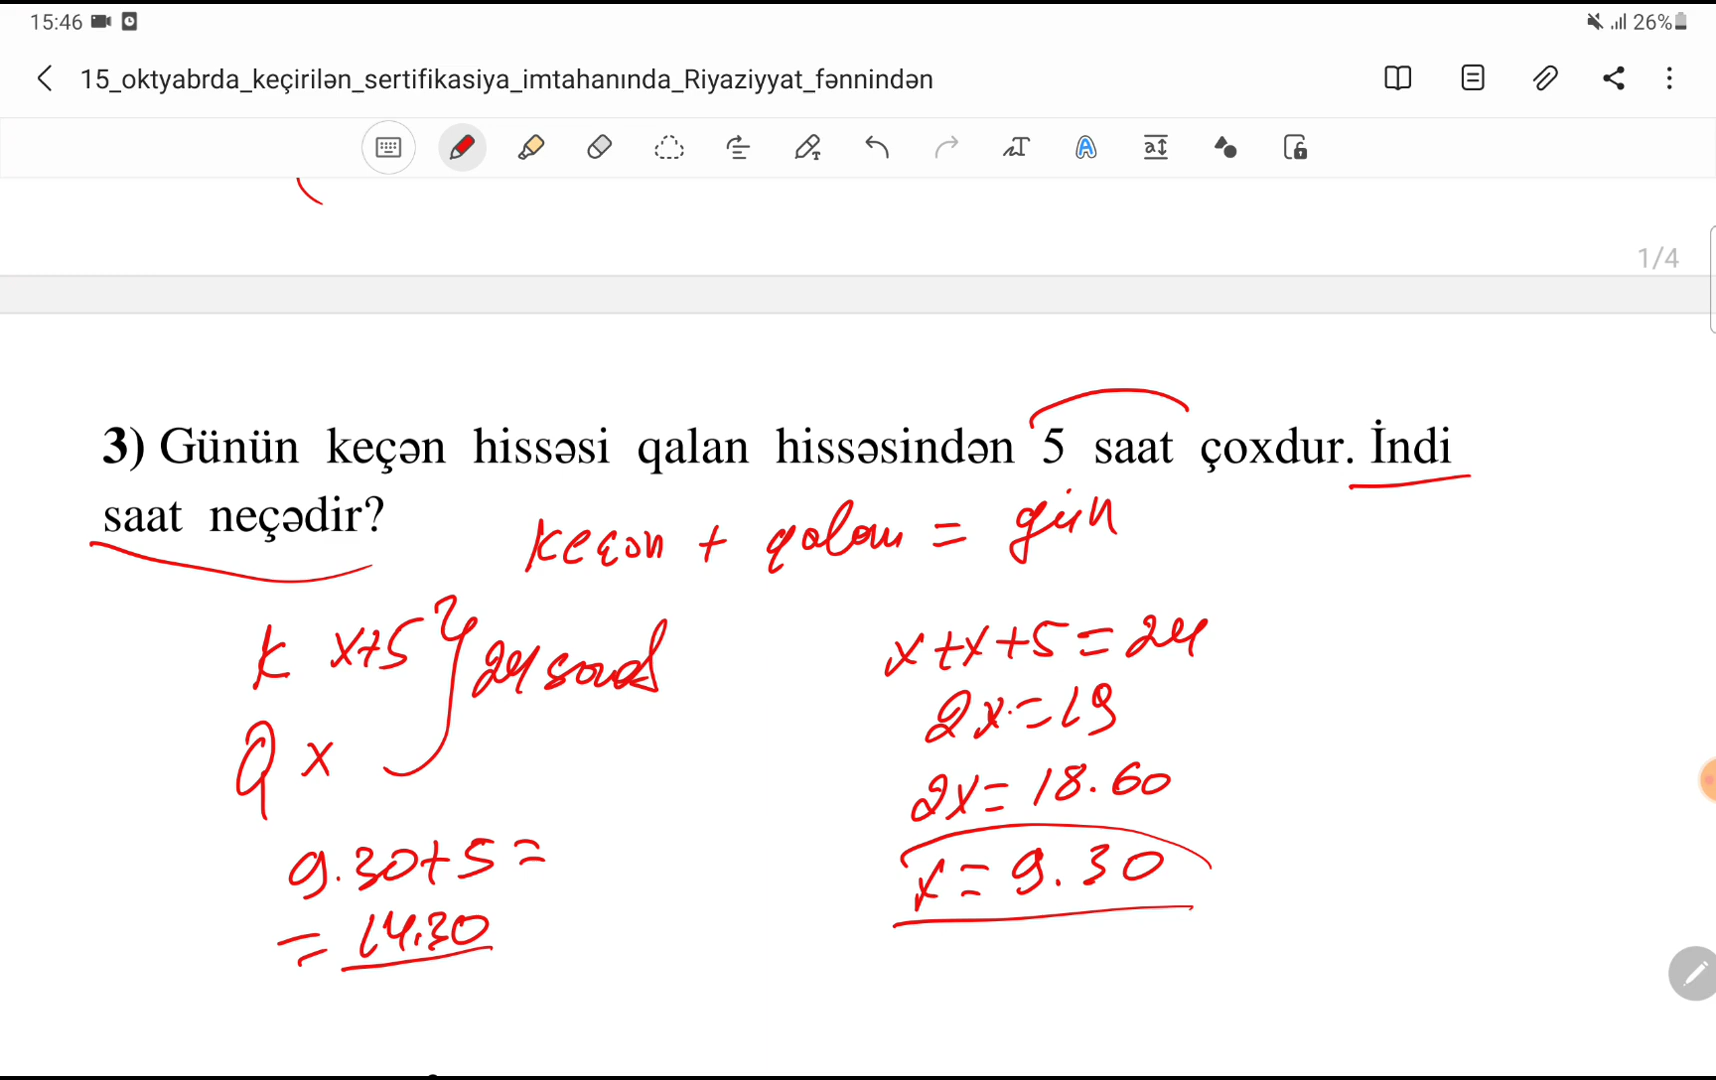 15:46
26%
15_oktyabrda_keçirilən_sertifikasiya_imtahanında_Riyaziyyat_fənnindən
1/4
3) Günün keçən hissəsi qalan hissəsindən 5 saat çoxdur. İndi
saat neçədir?
keçən + qalan = gün
K x+5
24 saat
Q x
9.30+5=
= 14.30
x+x+5=24
2x=19
2x=18.60
x=9.30